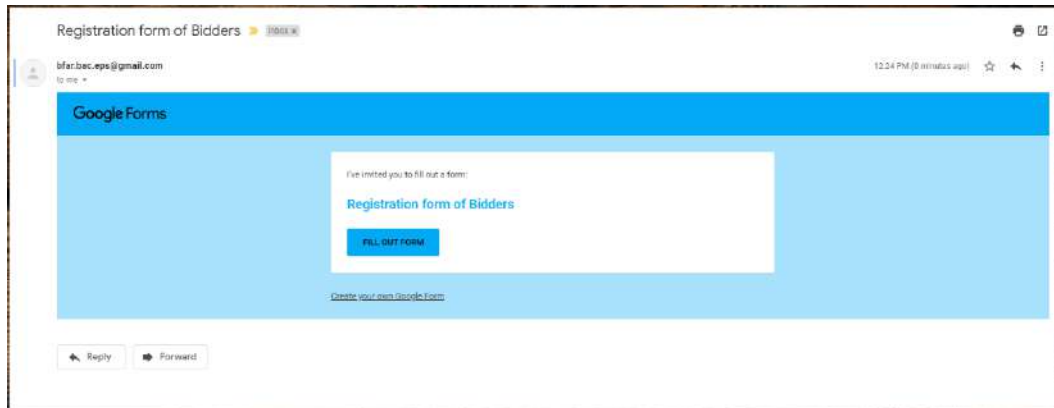 Registration form of Bidders
Inbox x
bfar.bac.eps@gmail.com
to me
12:24 PM (0 minutes ago)
Google Forms
I've invited you to fill out a form:
Registration form of Bidders
FILL OUT FORM
Create your own Google Form
Reply
Forward